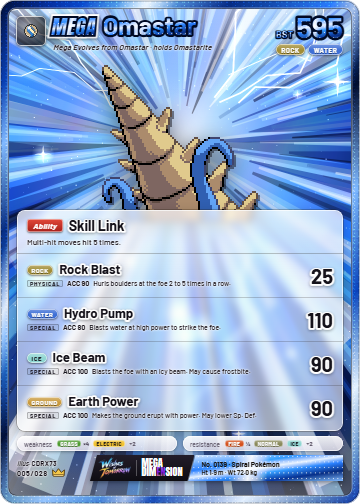 MEGA Omastar BST 595
Mega Evolves from Omastar · holds Omastarite
ROCK WATER
Ability Skill Link
Multi-hit moves hit 5 times.
ROCK Rock Blast 25
PHYSICAL ACC 90 Hurls boulders at the foe 2 to 5 times in a row.
WATER Hydro Pump 110
SPECIAL ACC 80 Blasts water at high power to strike the foe.
ICE Ice Beam 90
SPECIAL ACC 100 Blasts the foe with an icy beam. May cause frostbite.
GROUND Earth Power 90
SPECIAL ACC 100 Makes the ground erupt with power. May lower Sp. Def.
weakness GRASS ×4 ELECTRIC ×2
resistance FIRE ¼ NORMAL ICE ÷2
Illus CDRX73
005/028
MEGA DIMENSION
No. 0139 · Spiral Pokémon
Ht 1.9 m · Wt 72.0 kg